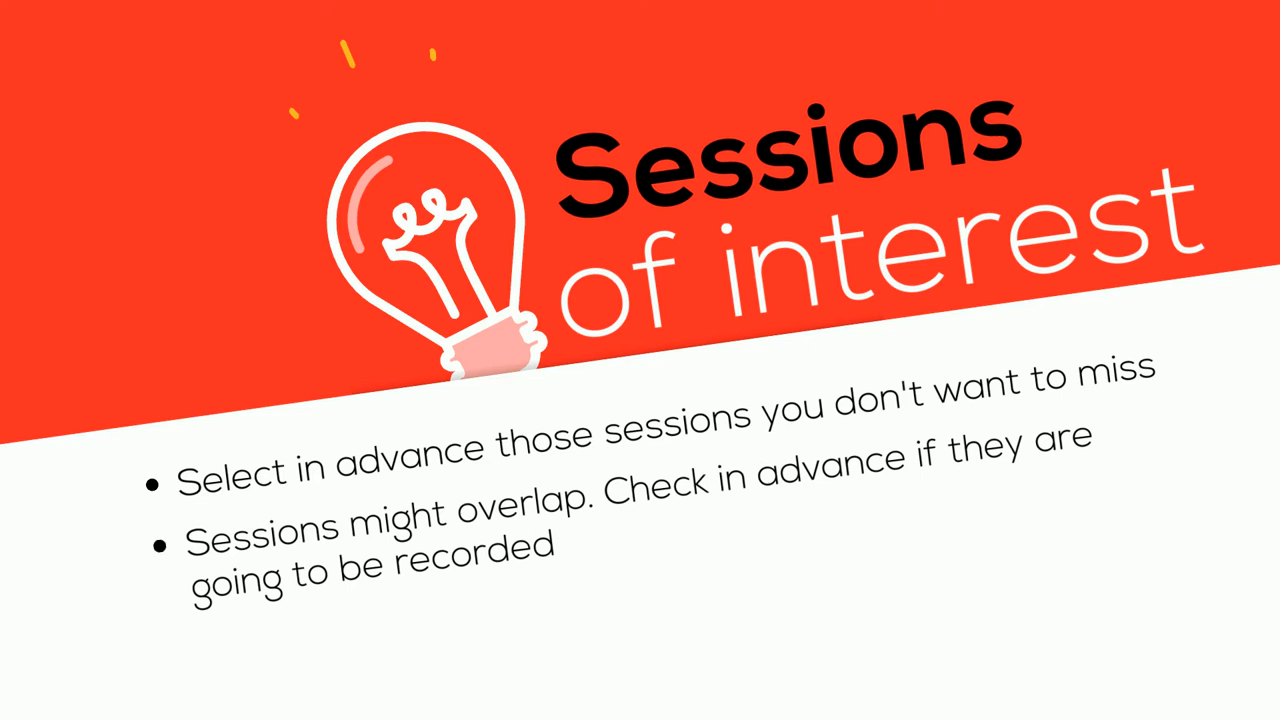 Sessions
of interest
• Select in advance those sessions you don't want to miss
• Sessions might overlap. Check in advance if they are
going to be recorded